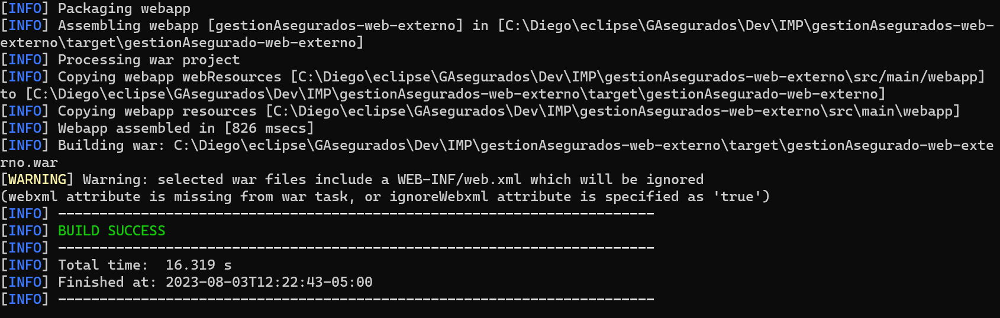 [INFO] Packaging webapp
[INFO] Assembling webapp [gestionAsegurados-web-externo] in [C:\Diego\eclipse\GAsegurados\Dev\IMP\gestionAsegurados-web-
externo\target\gestionAsegurado-web-externo]
[INFO] Processing war project
[INFO] Copying webapp webResources [C:\Diego\eclipse\GAsegurados\Dev\IMP\gestionAsegurados-web-externo\src/main/webapp]
to [C:\Diego\eclipse\GAsegurados\Dev\IMP\gestionAsegurados-web-externo\target\gestionAsegurado-web-externo]
[INFO] Copying webapp resources [C:\Diego\eclipse\GAsegurados\Dev\IMP\gestionAsegurados-web-externo\src\main\webapp]
[INFO] Webapp assembled in [826 msecs]
[INFO] Building war: C:\Diego\eclipse\GAsegurados\Dev\IMP\gestionAsegurados-web-externo\target\gestionAsegurado-web-exte
rno.war
[WARNING] Warning: selected war files include a WEB-INF/web.xml which will be ignored
(webxml attribute is missing from war task, or ignoreWebxml attribute is specified as 'true')
[INFO] ------------------------------------------------------------------------
[INFO] BUILD SUCCESS
[INFO] ------------------------------------------------------------------------
[INFO] Total time:  16.319 s
[INFO] Finished at: 2023-08-03T12:22:43-05:00
[INFO] ------------------------------------------------------------------------